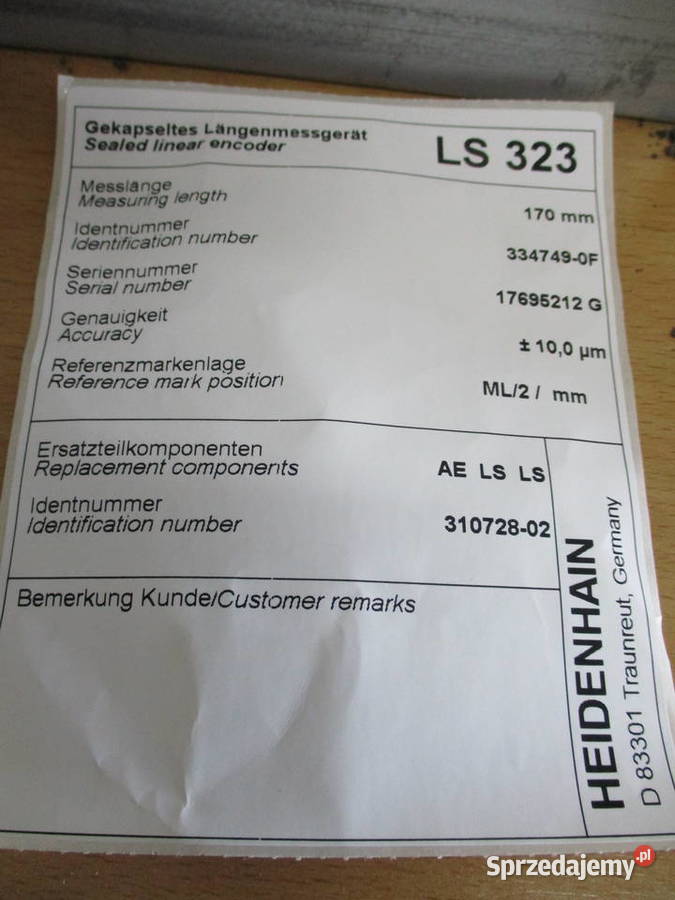 Gekapseltes Längenmessgerät
Sealed linear encoder
LS 323
Messlänge
Measuring length
170 mm
Identnummer
Identification number
334749-0F
Seriennummer
Serial number
17695212 G
Genauigkeit
Accuracy
± 10,0 µm
Referenzmarkenlage
Reference mark position
ML/2 / mm
Ersatzteilkomponenten
Replacement components
AE LS LS
Identnummer
Identification number
310728-02
Bemerkung Kunde/Customer remarks
HEIDENHAIN
D 83301 Traunreut, Germany
Sprzedajemy.pl